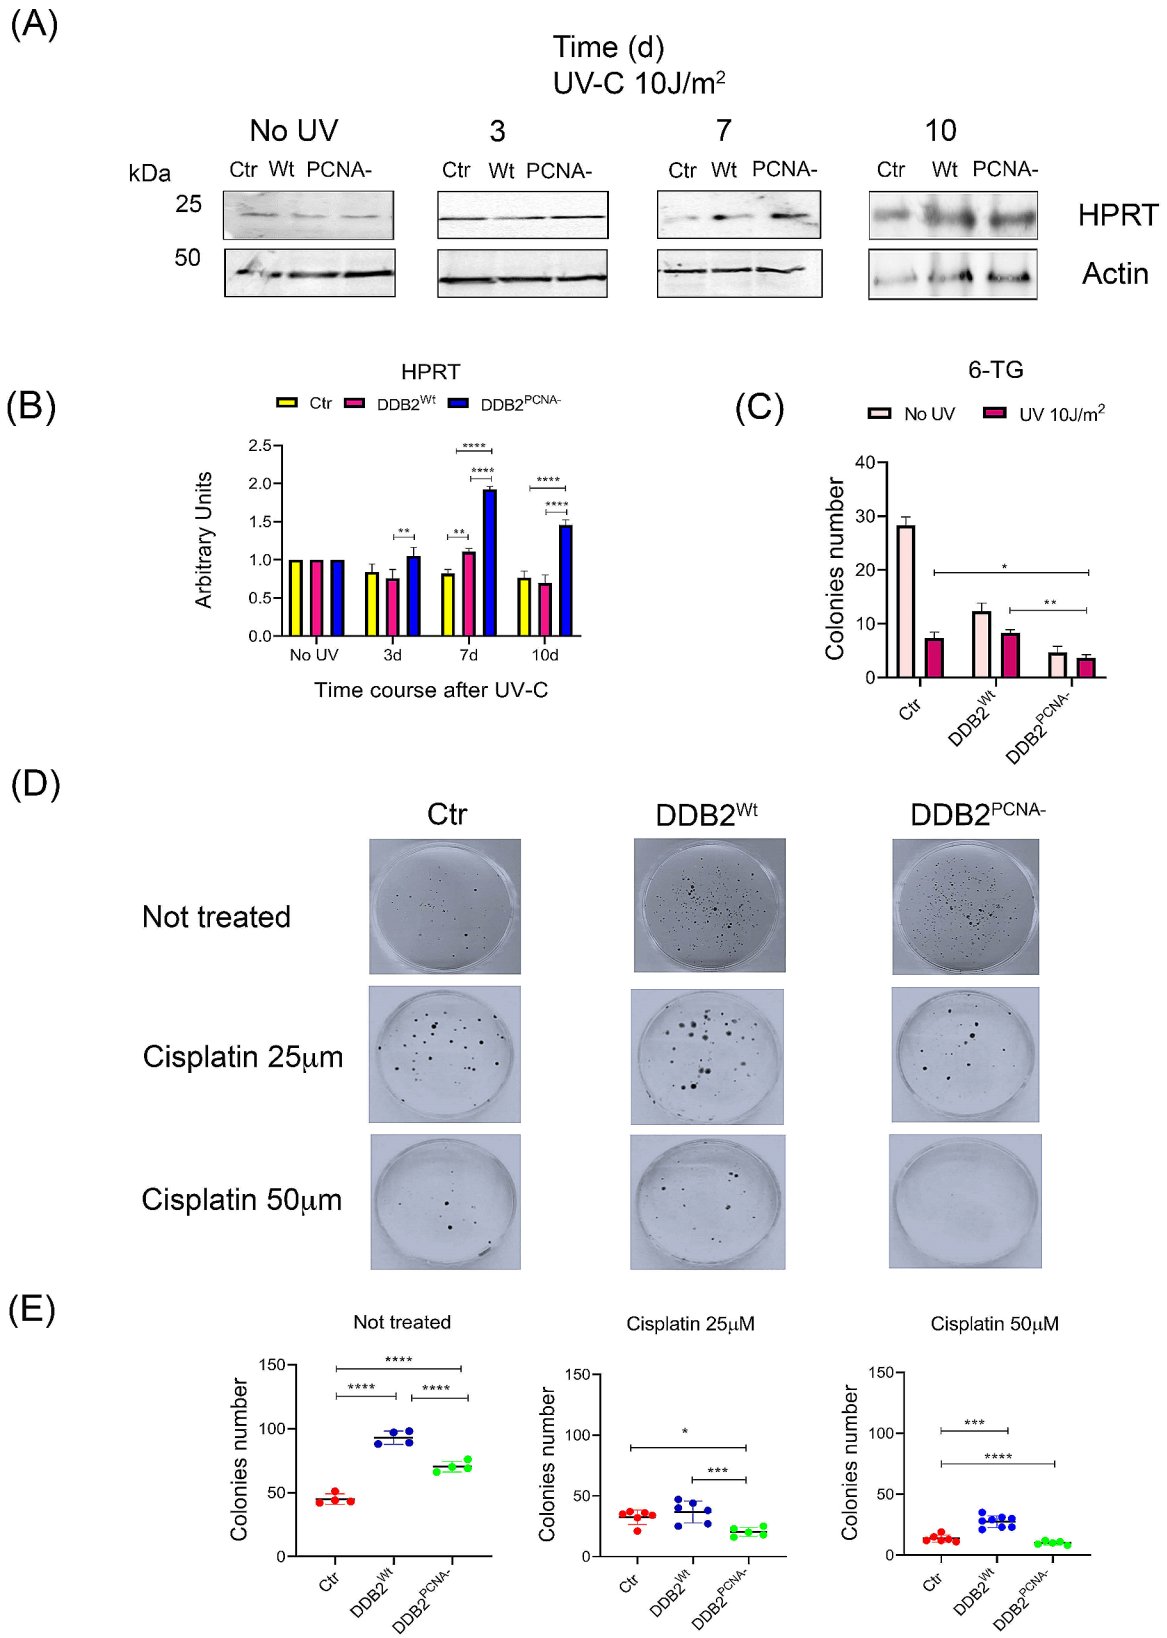 (A)
Time (d)
UV-C 10J/m²
No UV 3 7 10
kDa Ctr Wt PCNA- Ctr Wt PCNA- Ctr Wt PCNA- Ctr Wt PCNA-
25 HPRT
50 Actin
(B)
HPRT
Ctr DDB2Wt DDB2PCNA-
Arbitrary Units
2.5
2.0
1.5
1.0
0.5
0.0
** ** **** **** **** ****
No UV 3d 7d 10d
Time course after UV-C
(C)
6-TG
No UV UV 10J/m²
Colonies number
40
30
20
10
0
*
**
Ctr DDB2Wt DDB2PCNA-
(D)
Ctr DDB2Wt DDB2PCNA-
Not treated
Cisplatin 25µm
Cisplatin 50µm
(E)
Not treated
Colonies number
150
100
50
0
****
**** ****
Ctr DDB2Wt DDB2PCNA-
Cisplatin 25µM
Colonies number
150
100
50
0
*
***
Ctr DDB2Wt DDB2PCNA-
Cisplatin 50µM
Colonies number
150
100
50
0
***
****
Ctr DDB2Wt DDB2PCNA-